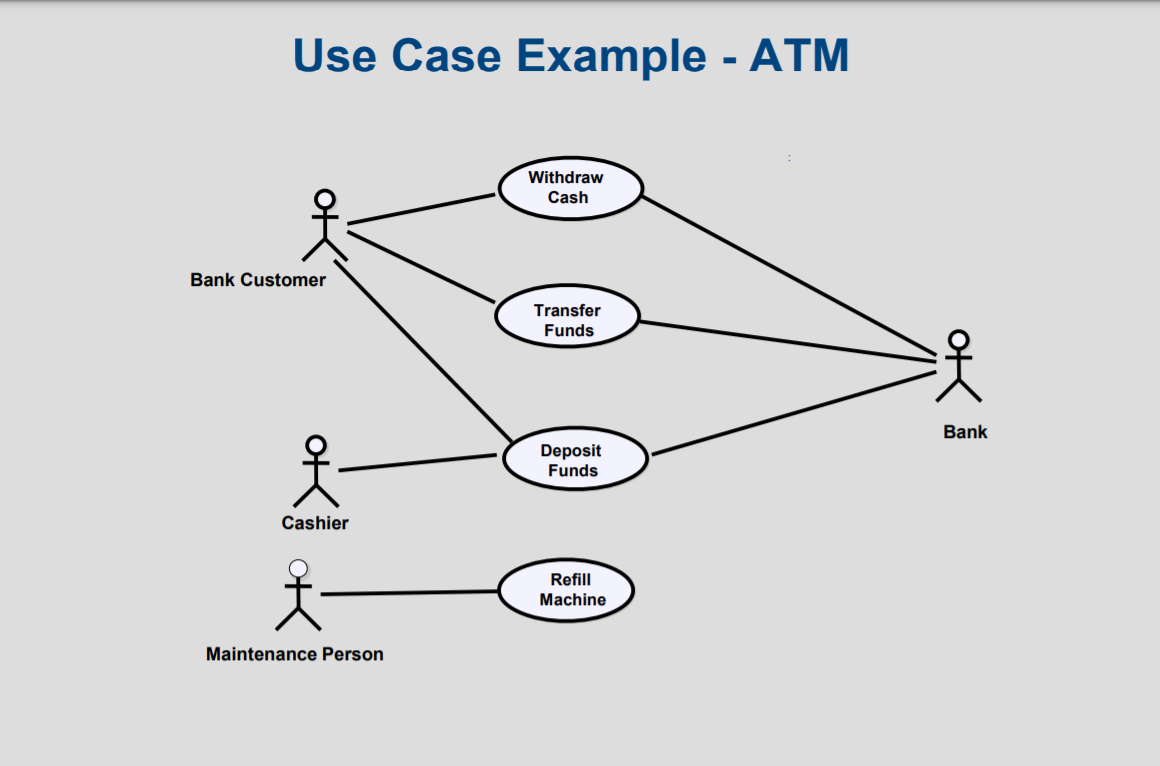 Use Case Example - ATM
:
Withdraw
Cash
Bank Customer
Transfer
Funds
Bank
Deposit
Funds
Cashier
Refill
Machine
Maintenance Person